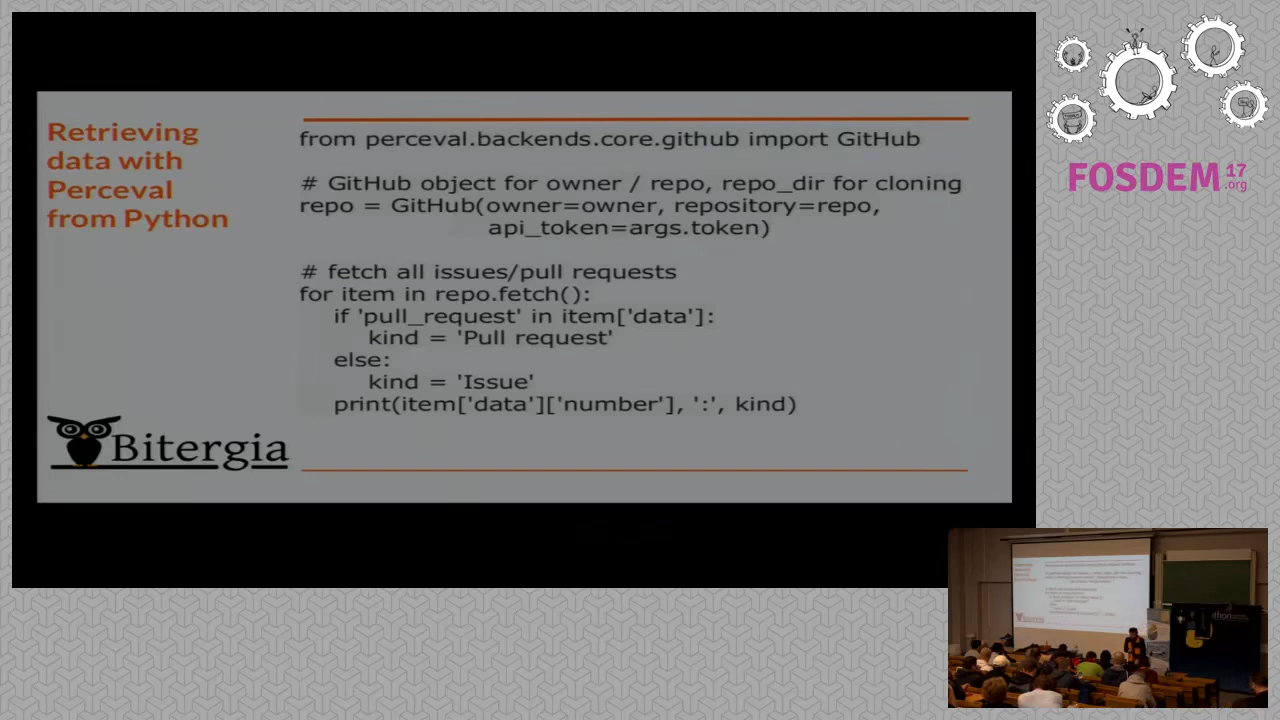 Retrieving
data with
Perceval
from Python
from perceval.backends.core.github import GitHub
# GitHub object for owner / repo, repo_dir for cloning
repo = GitHub(owner=owner, repository=repo,
api_token=args.token)
# fetch all issues/pull requests
for item in repo.fetch():
if 'pull_request' in item['data']:
kind = 'Pull request'
else:
kind = 'Issue'
print(item['data']['number'], ':', kind)
Bitergia
FOSDEM 17
.org